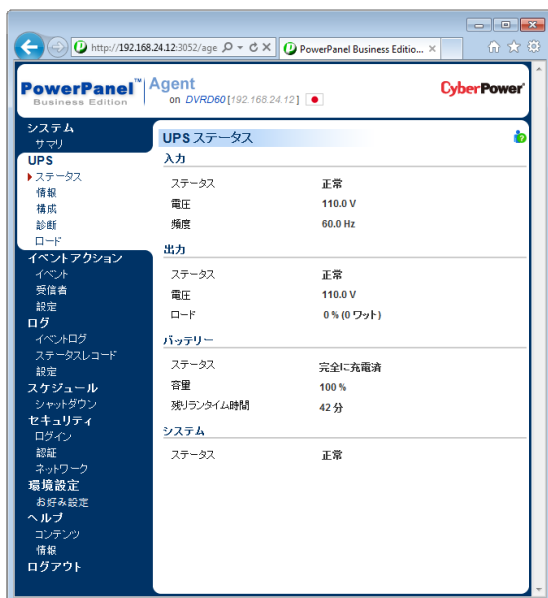 http://192.168.24.12:3052/age
PowerPanel Business Editio...
PowerPanel™
Business Edition
Agent
on DVRD60[192.168.24.12]
CyberPower
システム
サマリ
UPS
ステータス
情報
構成
診断
ロード
イベントアクション
イベント
受信者
設定
ログ
イベントログ
ステータスレコード
設定
スケジュール
シャットダウン
セキュリティ
ログイン
認証
ネットワーク
環境設定
お好み設定
ヘルプ
コンテンツ
情報
ログアウト
UPS ステータス
入力
ステータス 正常
電圧 110.0 V
頻度 60.0 Hz
出力
ステータス 正常
電圧 110.0 V
ロード 0 % (0 ワット)
バッテリー
ステータス 完全に充電済
容量 100 %
残りランタイム時間 42 分
システム
ステータス 正常